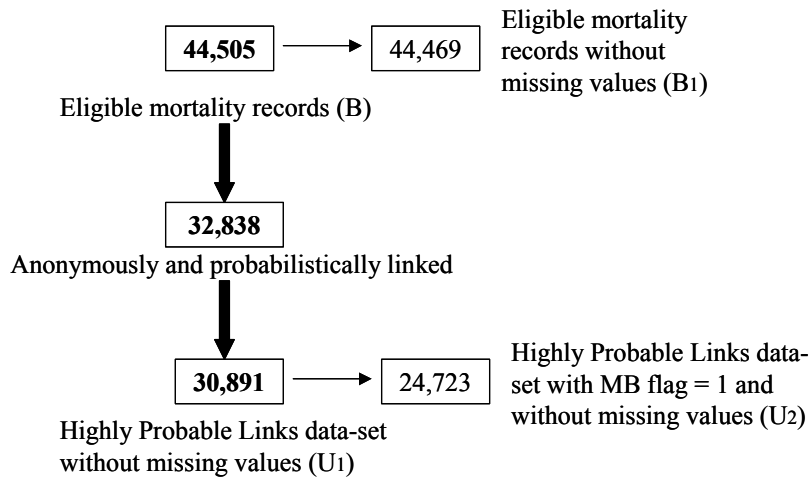 44,505
44,469
Eligible mortality
records without
missing values (B1)
Eligible mortality records (B)
32,838
Anonymously and probabilistically linked
30,891
24,723
Highly Probable Links data-
set with MB flag = 1 and
without missing values (U2)
Highly Probable Links data-set
without missing values (U1)